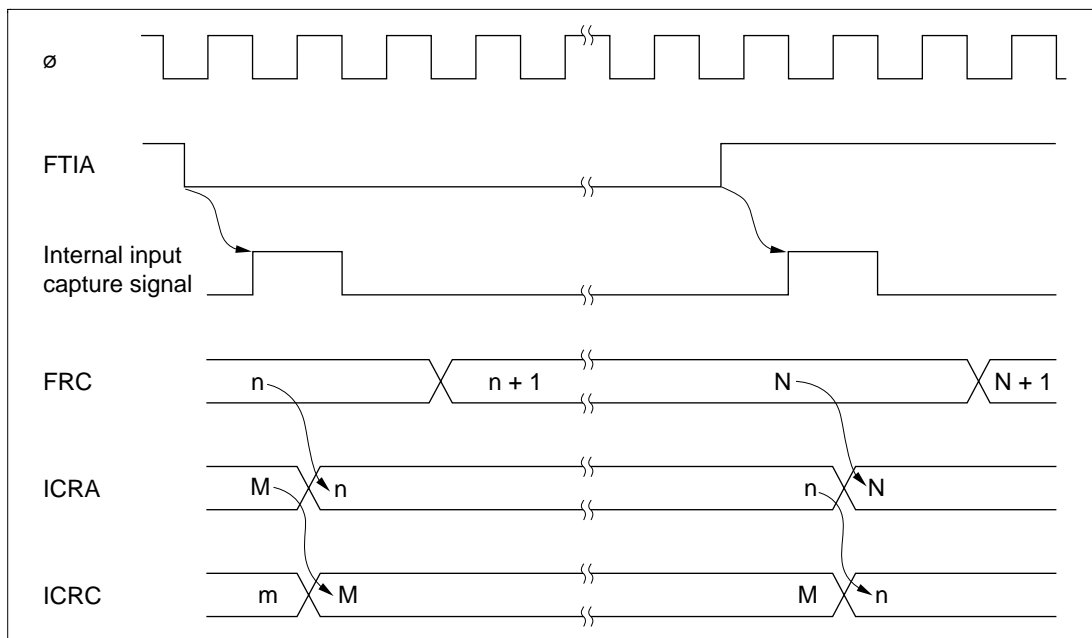 ø
FTIA
Internal input
capture signal
FRC n n + 1 N N + 1
ICRA M n n N
ICRC m M M n